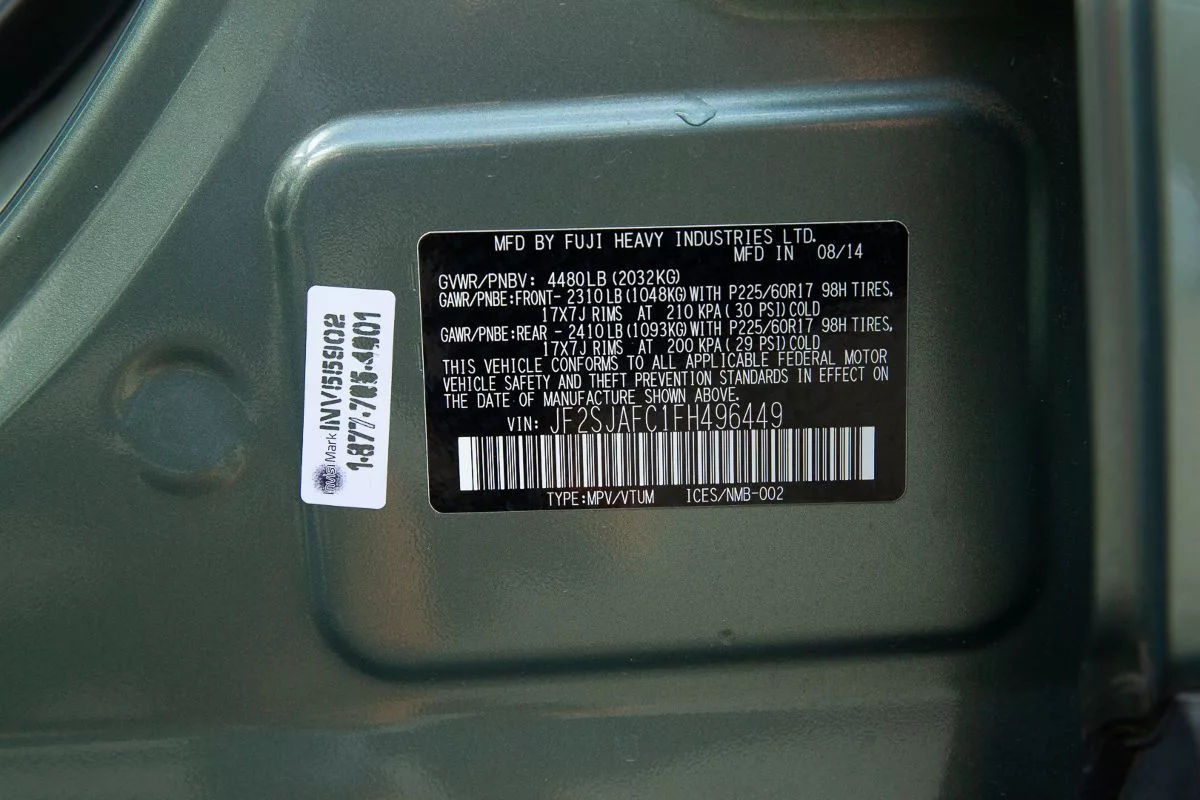 MFD BY FUJI HEAVY INDUSTRIES LTD.
MFD IN 08/14
GVWR/PNBV: 4480LB (2032KG)
GAWR/PNBE:FRONT- 2310LB (1048KG) WITH P225/60R17 98H TIRES,
17X7J RIMS AT 210 KPA ( 30 PSI) COLD
GAWR/PNBE:REAR - 2410LB (1093KG) WITH P225/60R17 98H TIRES,
17X7J RIMS AT 200 KPA ( 29 PSI) COLD
THIS VEHICLE CONFORMS TO ALL APPLICABLE FEDERAL MOTOR
VEHICLE SAFETY AND THEFT PREVENTION STANDARDS IN EFFECT ON
THE DATE OF MANUFACTURE SHOWN ABOVE.
VIN: JF2SJAFC1FH496449
TYPE:MPV/VTUM ICES/NMB-002
Mark INV515902
1-877-705-4901